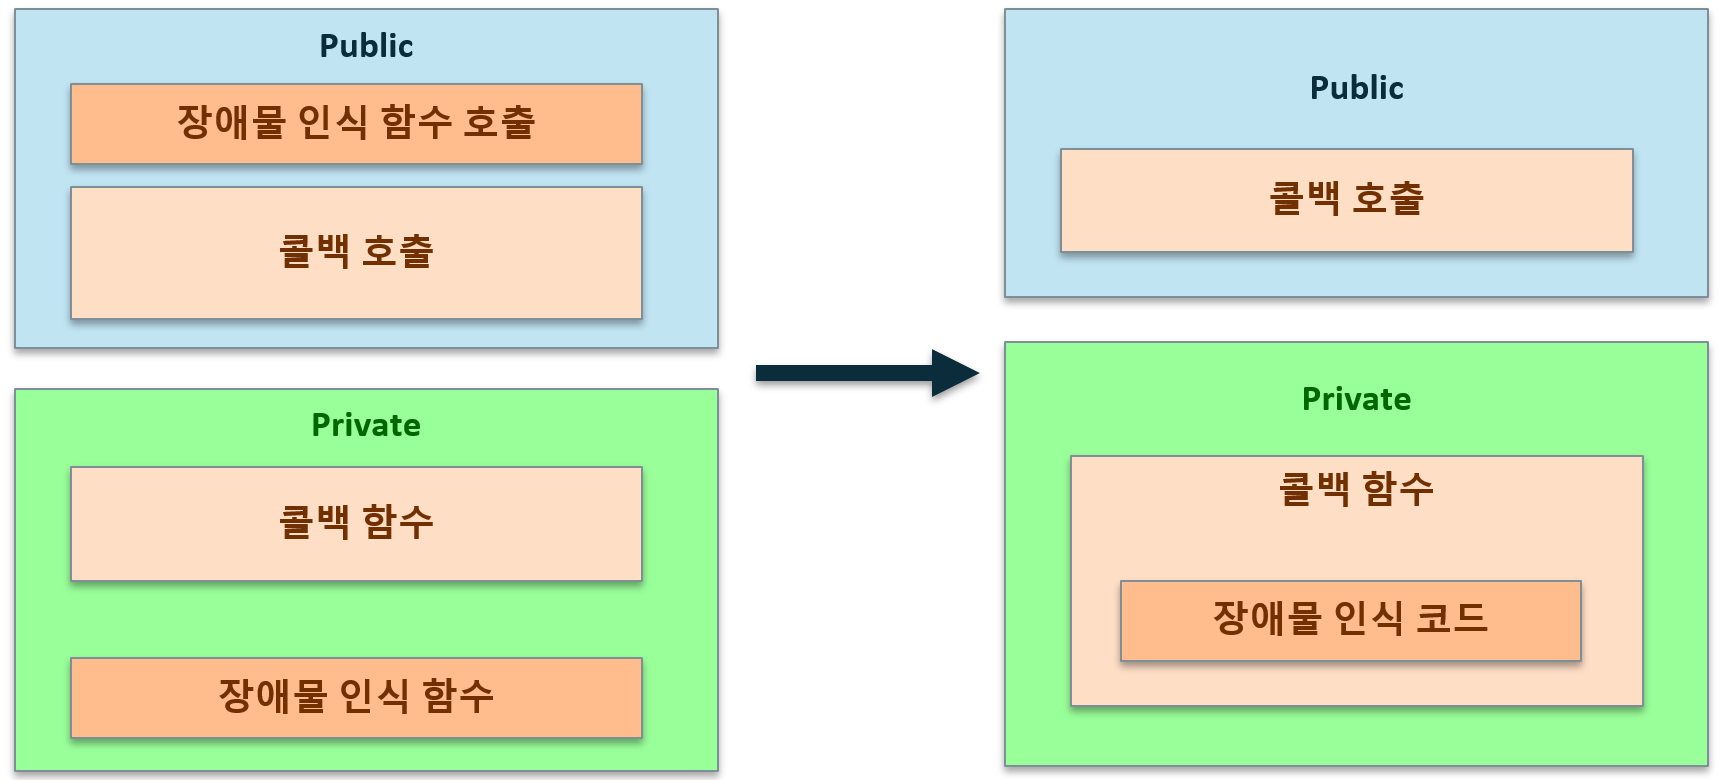 Public
장애물 인식 함수 호출
콜백 호출
Private
콜백 함수
장애물 인식 함수
Public
콜백 호출
Private
콜백 함수
장애물 인식 코드